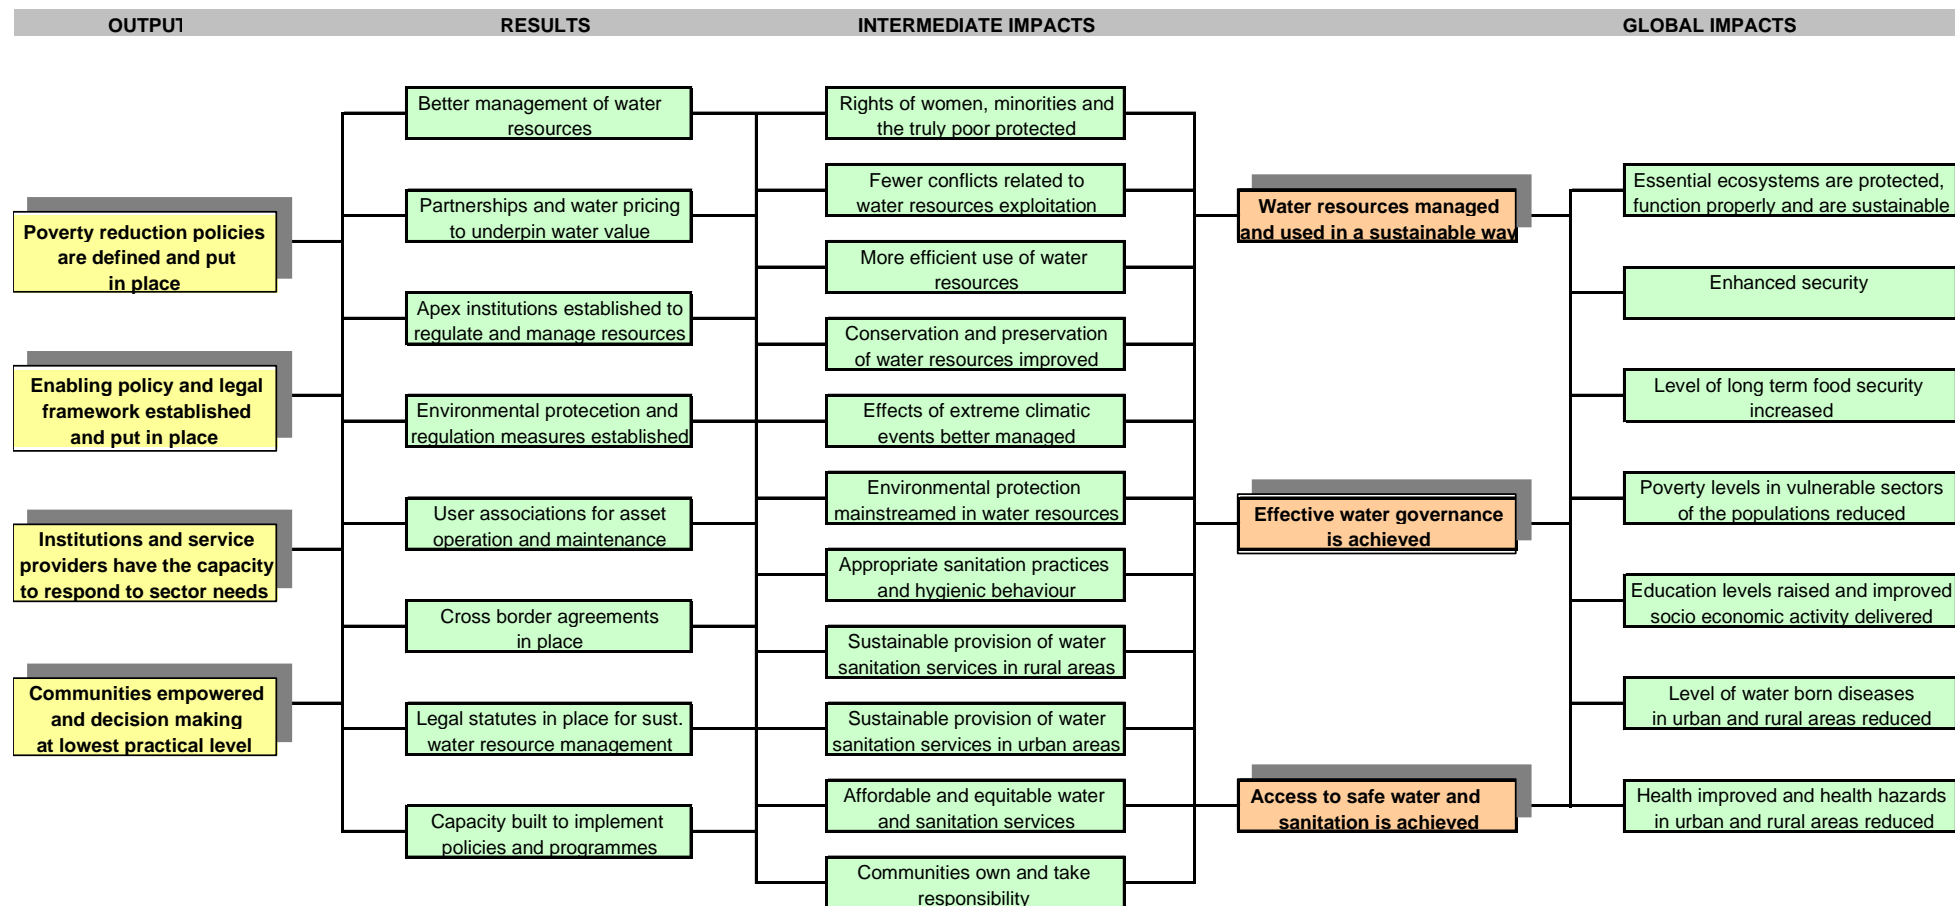 OUTPUT
RESULTS
INTERMEDIATE IMPACTS
GLOBAL IMPACTS
Poverty reduction policies
are defined and put
in place
Enabling policy and legal
framework established
and put in place
Institutions and service
providers have the capacity
to respond to sector needs
Communities empowered
and decision making
at lowest practical level
Better management of water
resources
Partnerships and water pricing
to underpin water value
Apex institutions established to
regulate and manage resources
Environmental protecetion and
regulation measures established
User associations for asset
operation and maintenance
Cross border agreements
in place
Legal statutes in place for sust.
water resource management
Capacity built to implement
policies and programmes
Rights of women, minorities and
the truly poor protected
Fewer conflicts related to
water resources exploitation
More efficient use of water
resources
Conservation and preservation
of water resources improved
Effects of extreme climatic
events better managed
Environmental protection
mainstreamed in water resources
Appropriate sanitation practices
and hygienic behaviour
Sustainable provision of water
sanitation services in rural areas
Sustainable provision of water
sanitation services in urban areas
Affordable and equitable water
and sanitation services
Communities own and take
responsibility
Water resources managed
and used in a sustainable way
Effective water governance
is achieved
Access to safe water and
sanitation is achieved
Essential ecosystems are protected,
function properly and are sustainable
Enhanced security
Level of long term food security
increased
Poverty levels in vulnerable sectors
of the populations reduced
Education levels raised and improved
socio economic activity delivered
Level of water born diseases
in urban and rural areas reduced
Health improved and health hazards
in urban and rural areas reduced